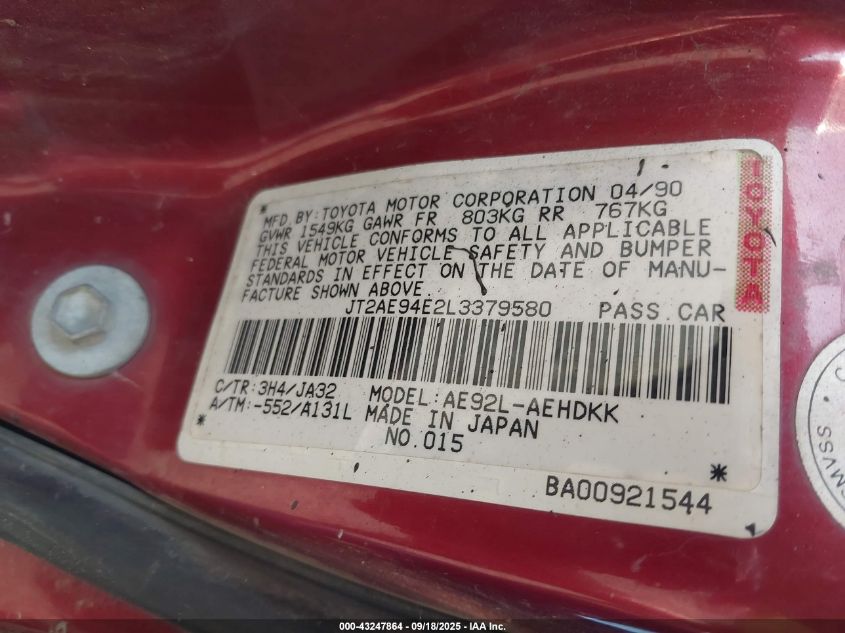 MFD.BY:TOYOTA MOTOR CORPORATION 04/90
GVWR 1549KG GAWR FR 803KG RR 767KG
THIS VEHICLE CONFORMS TO ALL APPLICABLE
FEDERAL MOTOR VEHICLE SAFETY AND BUMPER
STANDARDS IN EFFECT ON THE DATE OF MANU-
FACTURE SHOWN ABOVE.
JT2AE94E2L3379580 PASS.CAR
TOYOTA
C/TR:3H4/JA32 MODEL:AE92L-AEHDKK
A/TM:-552/A131L MADE IN JAPAN
NO.015
*
*
BA00921544
000-43247864 - 09/18/2025 - IAA Inc.